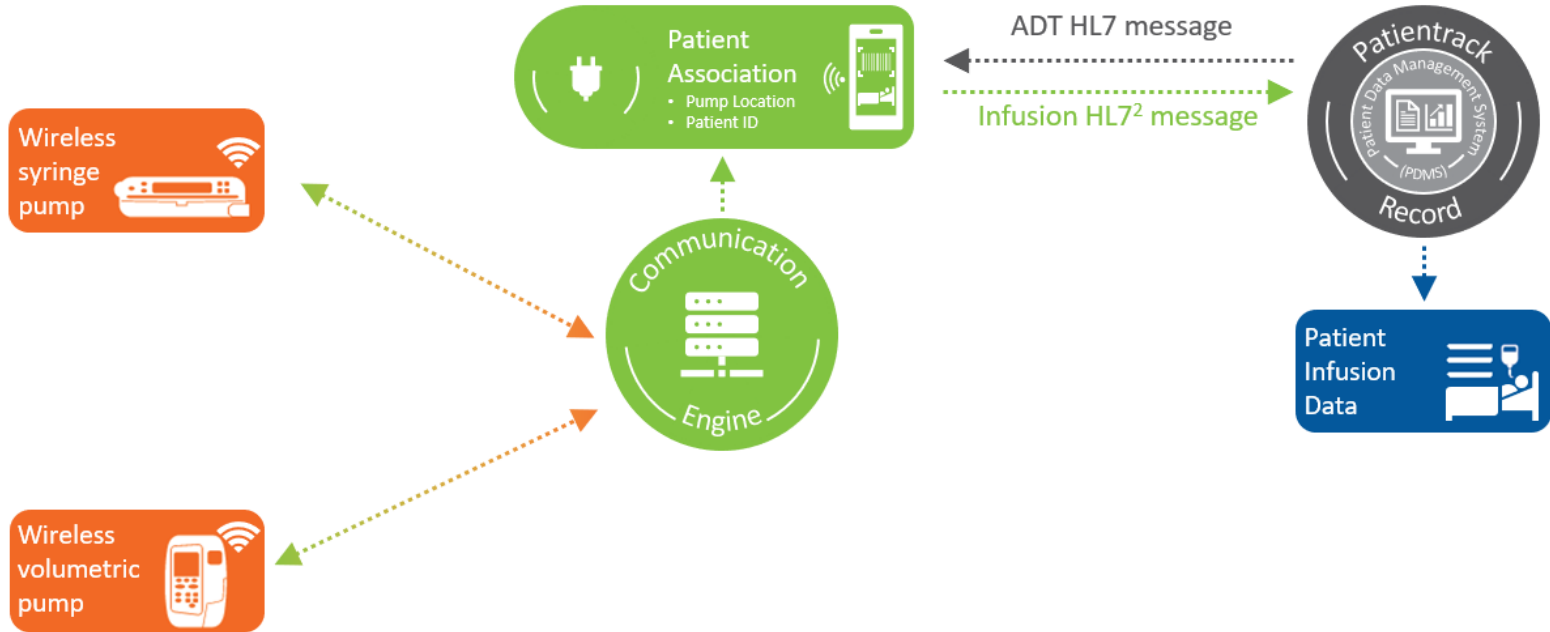 Patient
Association
• Pump Location
• Patient ID
ADT HL7 message
Infusion HL7² message
Patientrack
Patient Data Management System
(PDMS)
Record
Wireless
syringe
pump
Communication
Engine
Patient
Infusion
Data
Wireless
volumetric
pump